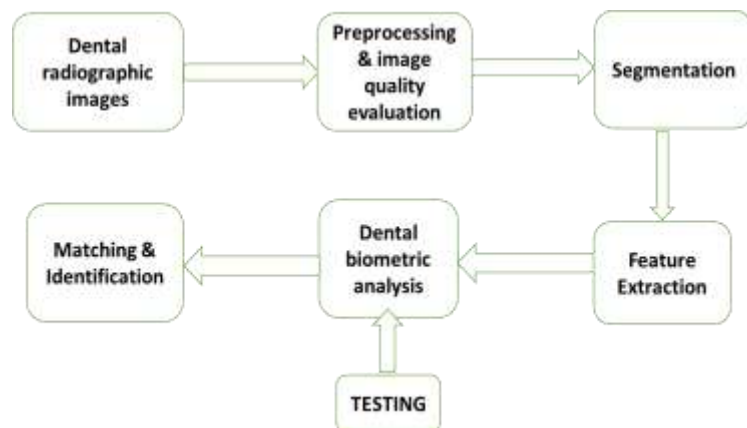 Dental
radiographic
images
Preprocessing
& image
quality
evaluation
Segmentation
Matching &
Identification
Dental
biometric
analysis
Feature
Extraction
TESTING